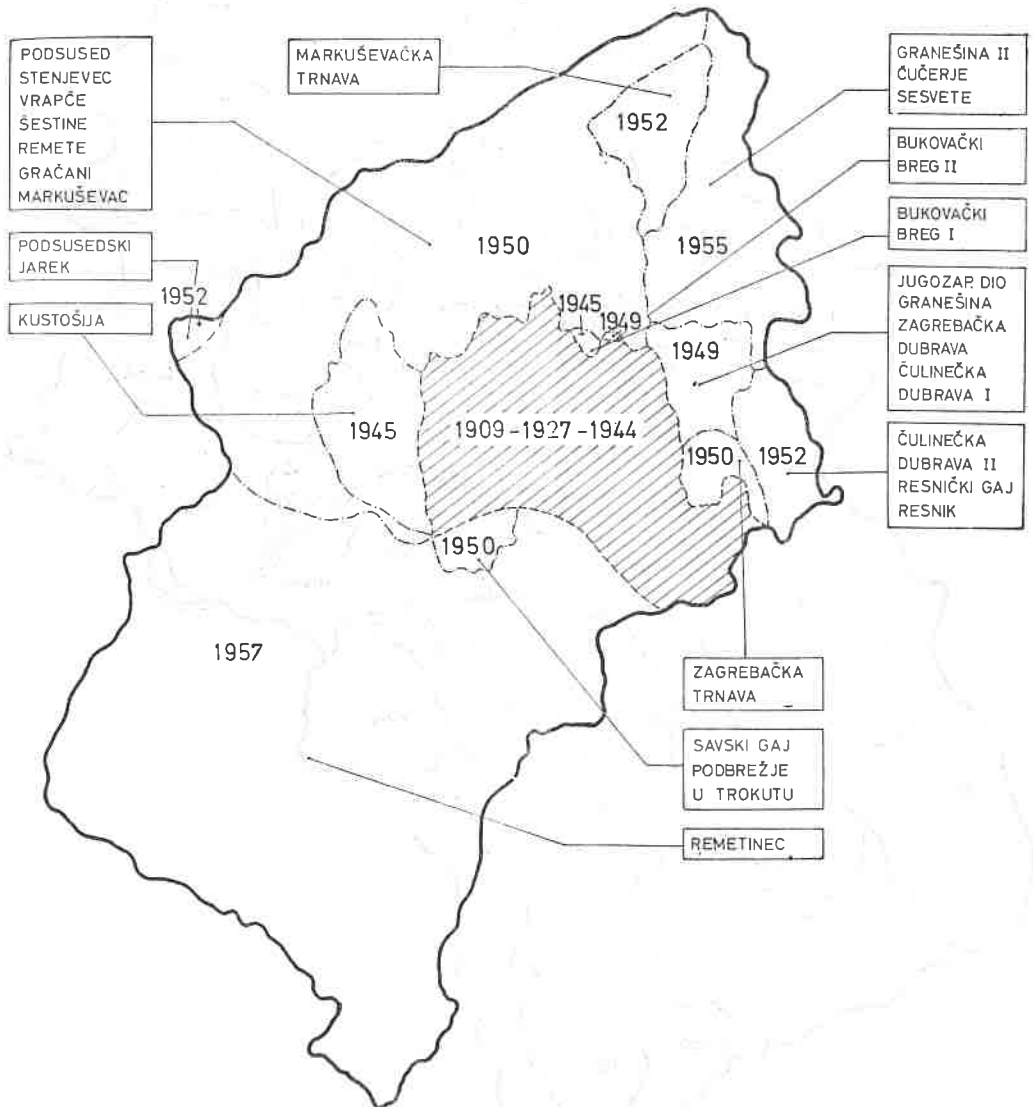 PODSUSED
STENJEVEC
VRAPČE
ŠESTINE
REMETE
GRAČANI
MARKUŠEVAC
MARKUŠEVAČKA
TRNAVA
GRANEŠINA II
ČUČERJE
SESVETE
1952
BUKOVAČKI
BREG II
BUKOVAČKI
BREG I
1950
1955
PODSUSEDSKI
JAREK
1952
KUSTOŠIJA
1945
1949
1949
JUGOZAP. DIO
GRANEŠINA
ZAGREBAČKA
DUBRAVA
ČULINEČKA
DUBRAVA I
1945
1909-1927-1944
1950
1952
ČULINEČKA
DUBRAVA II
RESNIČKI GAJ
RESNIK
1950
1957
ZAGREBAČKA
TRNAVA
SAVSKI GAJ
PODBREŽJE
U TROKUTU
REMETINEC